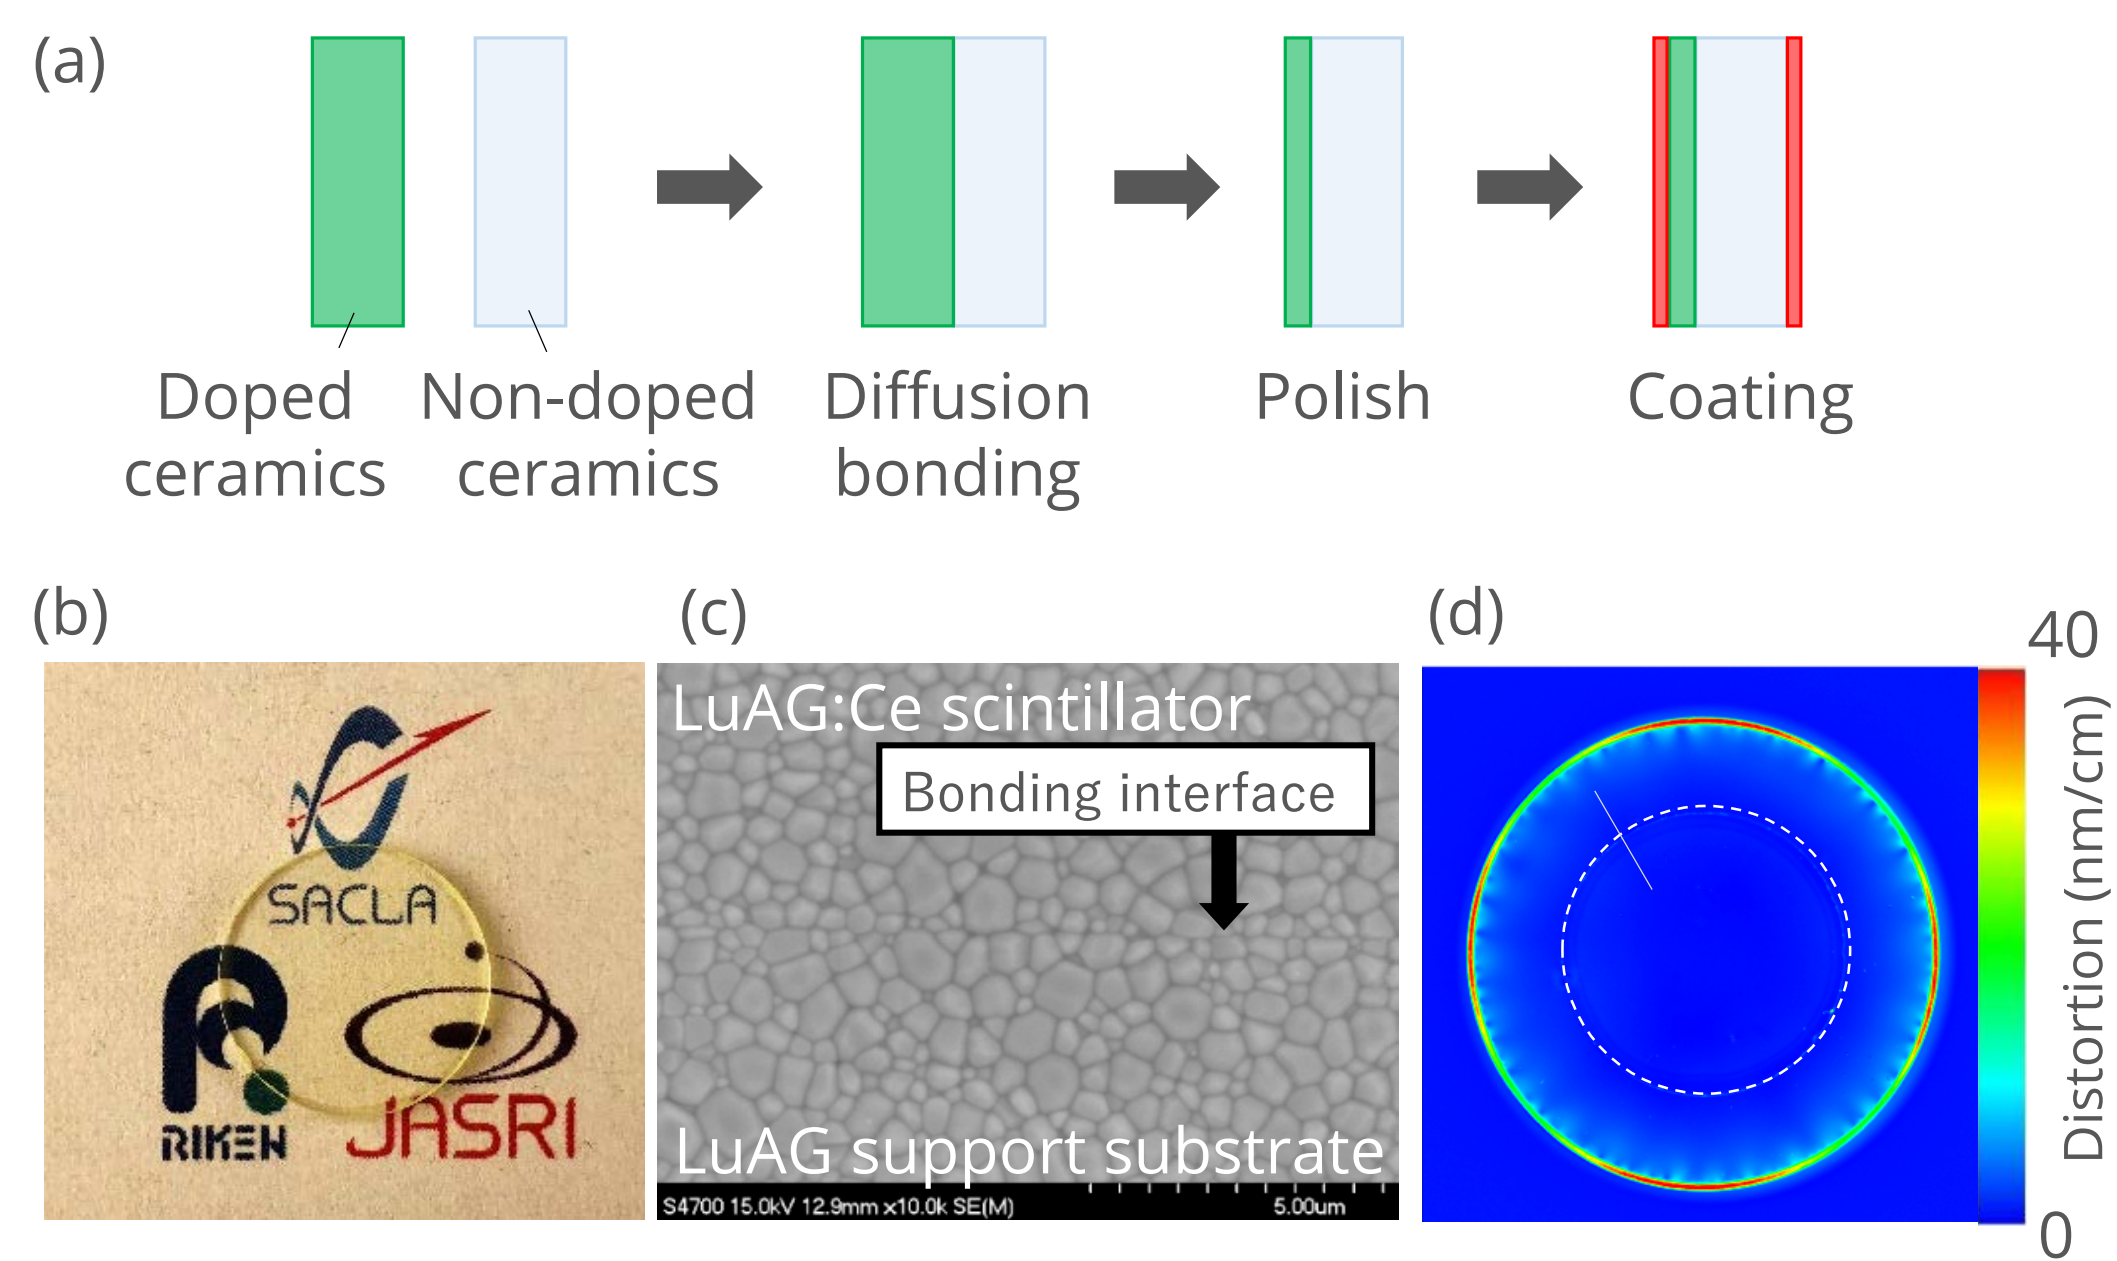 (a)
Doped
ceramics
Non-doped
ceramics
Diffusion
bonding
Polish
Coating
(b)
SACLA
RIKEN
JASRI
(c)
LuAG:Ce scintillator
Bonding interface
LuAG support substrate
S4700 15.0kV 12.9mm x10.0k SE(M)
5.00um
(d)
40
Distortion (nm/cm)
0